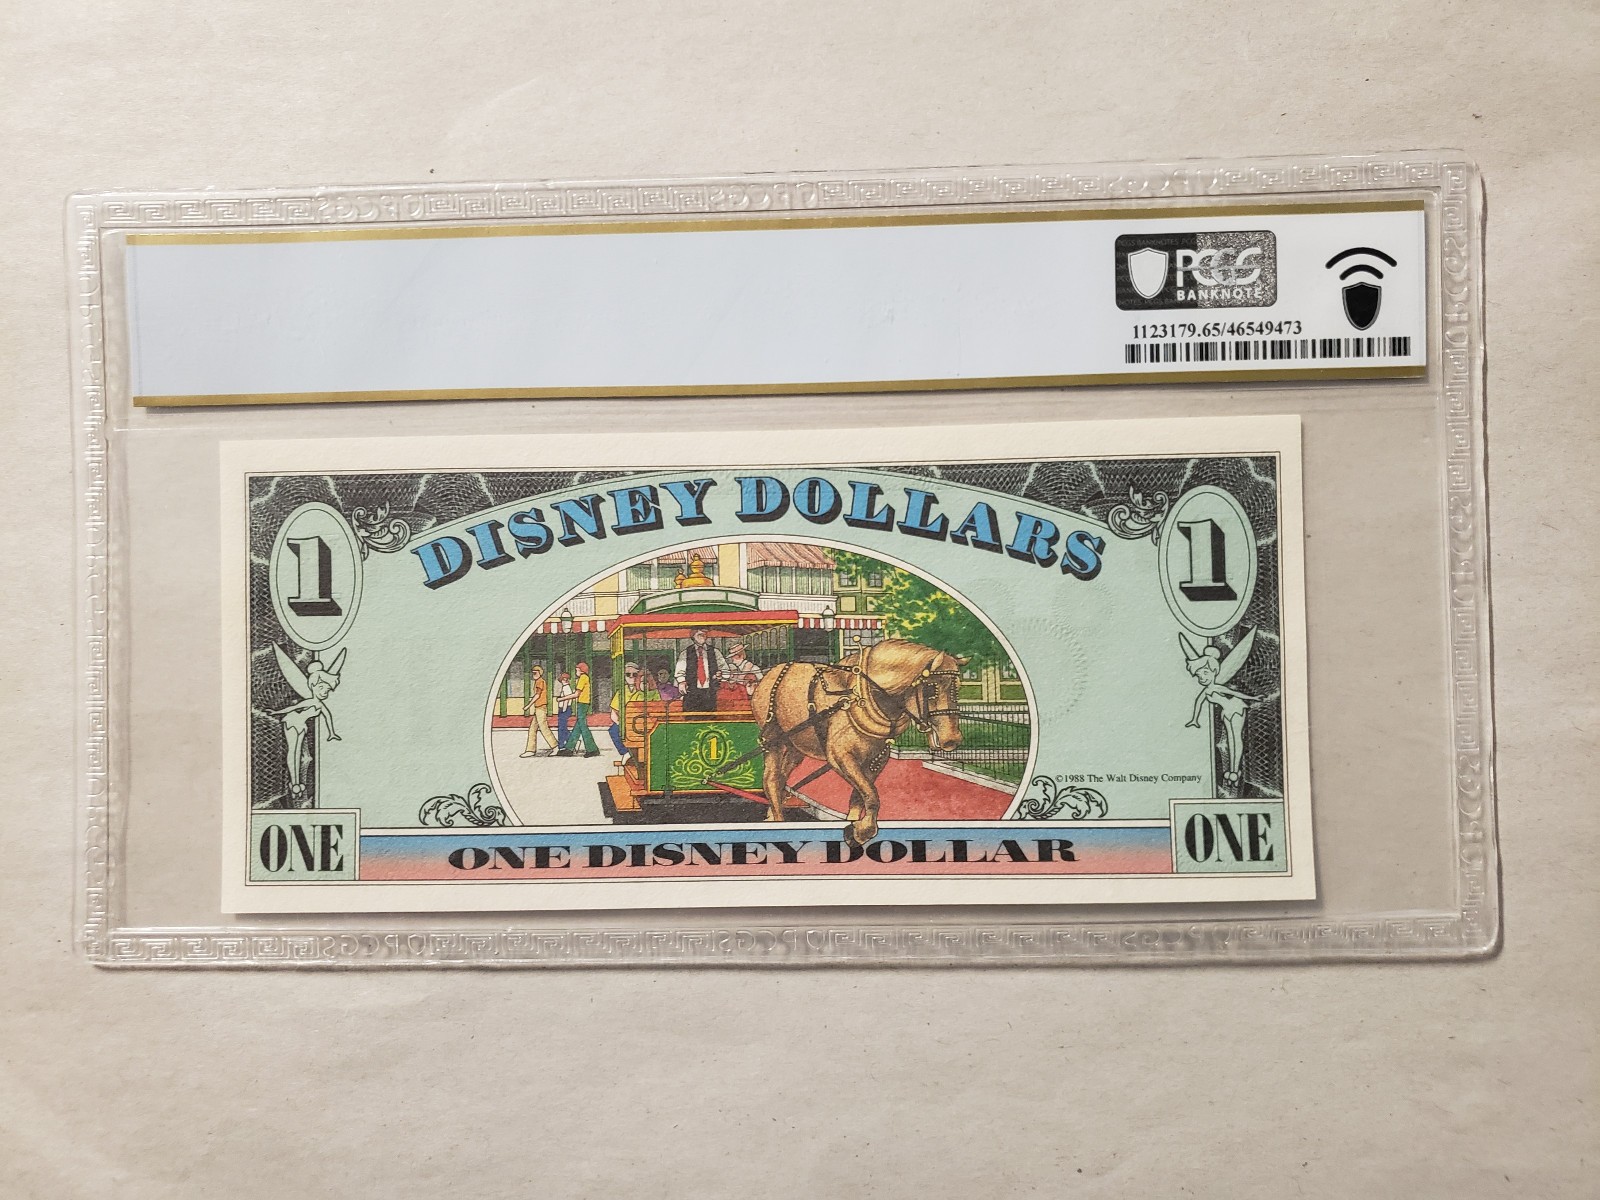 PCGS
BANKNOTE
1123179.65/46549473
DISNEY DOLLARS
1 1
1
©1988 The Walt Disney Company
ONE ONE DISNEY DOLLAR ONE